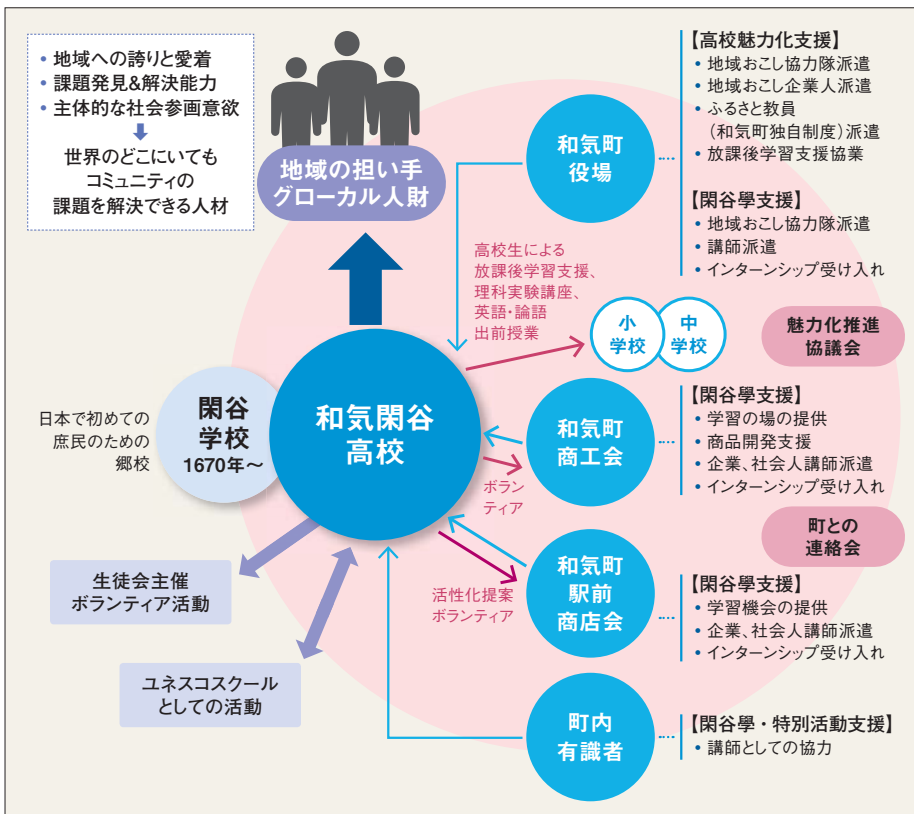 • 地域への誇りと愛着
• 課題発見&解決能力
• 主体的な社会参画意欲
世界のどこにいても
コミュニティの
課題を解決できる人材
地域の担い手
グローカル人財
和気町
役場
【高校魅力化支援】
• 地域おこし協力隊派遣
• 地域おこし企業人派遣
• ふるさと教員
（和気町独自制度）派遣
• 放課後学習支援協業
【閑谷學支援】
• 地域おこし協力隊派遣
• 講師派遣
• インターンシップ受け入れ
高校生による
放課後学習支援、
理科実験講座、
英語・論語
出前授業
小
学校
中
学校
魅力化推進
協議会
日本で初めての
庶民のための
郷校
閑谷
学校
1670年～
和気閑谷
高校
和気町
商工会
【閑谷學支援】
• 学習の場の提供
• 商品開発支援
• 企業、社会人講師派遣
• インターンシップ受け入れ
ボラン
ティア
町との
連絡会
生徒会主催
ボランティア活動
活性化提案
ボランティア
和気町
駅前
商店会
【閑谷學支援】
• 学習機会の提供
• 企業、社会人講師派遣
• インターンシップ受け入れ
ユネスコスクール
としての活動
町内
有識者
【閑谷學・特別活動支援】
• 講師としての協力